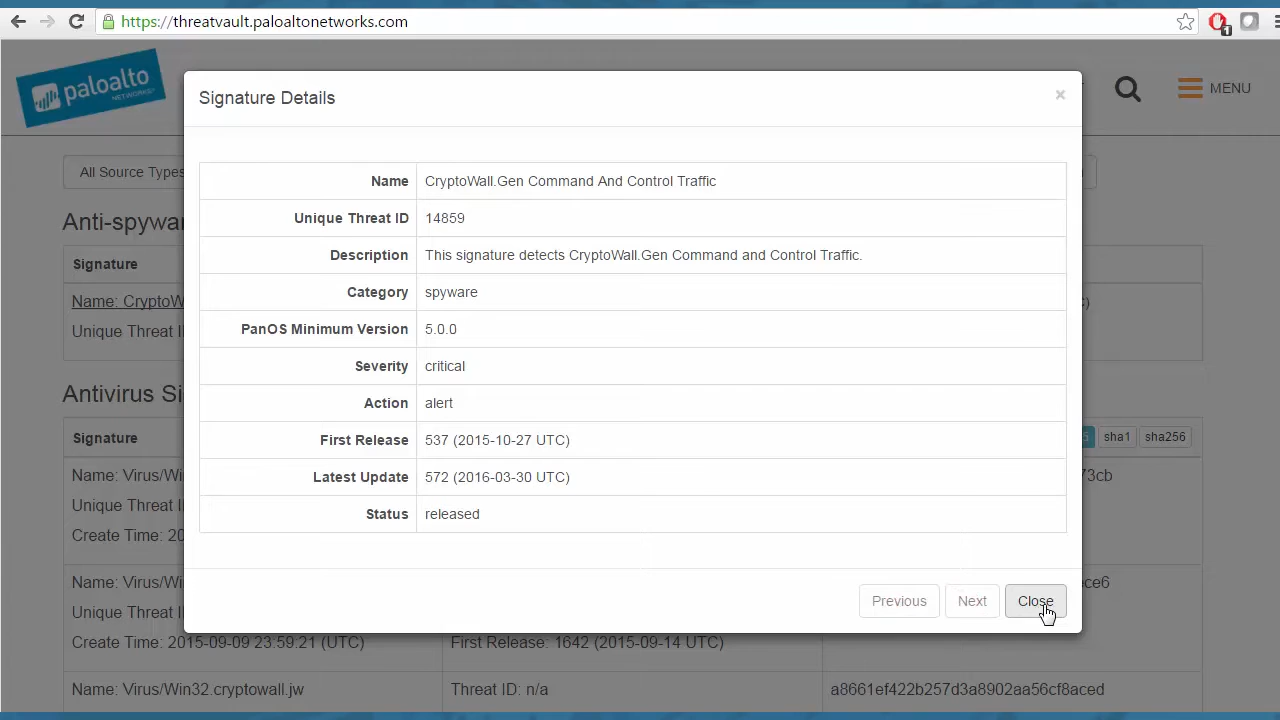 https://threatvault.paloaltonetworks.com
1
paloalto
NETWORKS
MENU
Signature Details
×
All Source Types
Name CryptoWall.Gen Command And Control Traffic
Anti-spywar
Unique Threat ID 14859
Description This signature detects CryptoWall.Gen Command and Control Traffic.
Signature
Category spyware
Name: CryptoW
Unique Threat I
PanOS Minimum Version 5.0.0
Severity critical
Antivirus Si
Action alert
Signature
First Release 537 (2015-10-27 UTC)
5 sha1 sha256
Name: Virus/Wi
Latest Update 572 (2016-03-30 UTC)
73cb
Unique Threat I
Status released
Create Time: 20
Name: Virus/Wi
ece6
Previous Next Close
Unique Threat I
Create Time: 2015-09-09 23:59:21 (UTC) First Release: 1642 (2015-09-14 UTC)
Name: Virus/Win32.cryptowall.jw Threat ID: n/a a8661ef422b257d3a8902aa56cf8aced